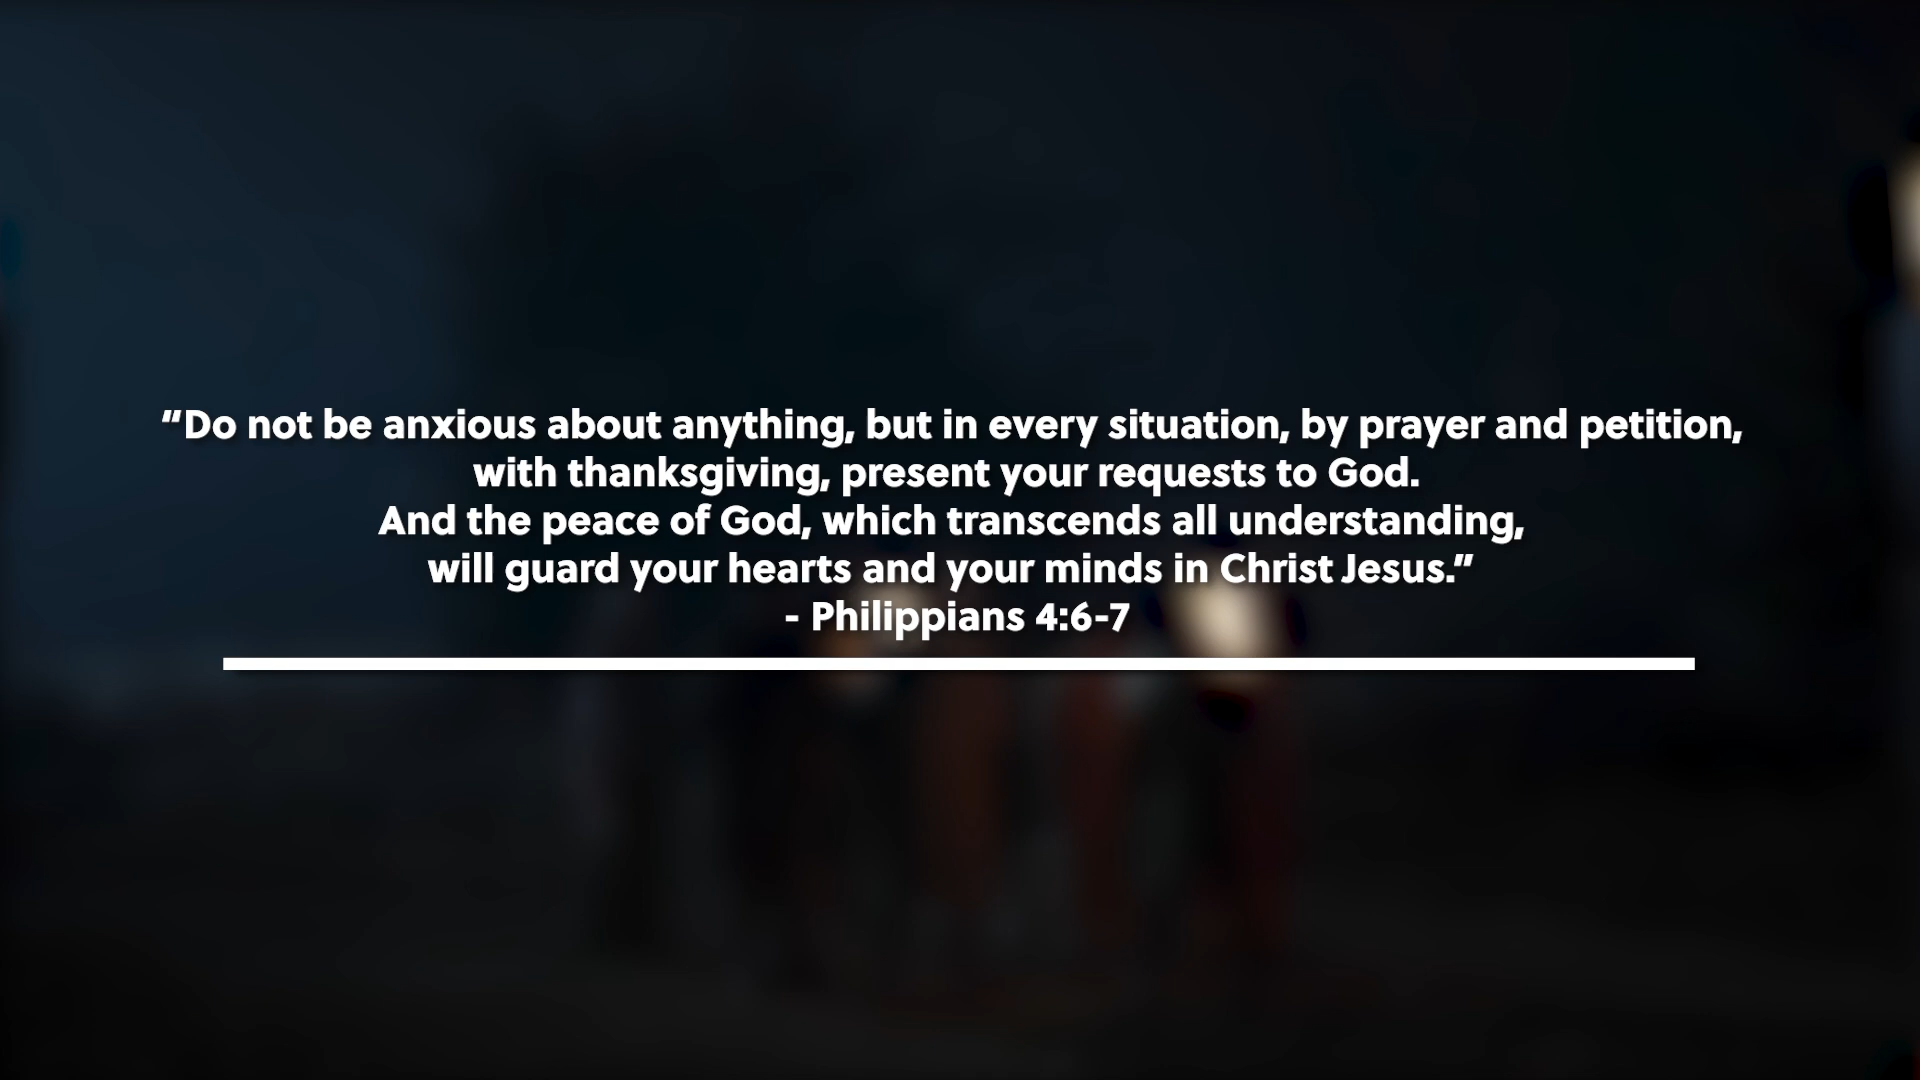 “Do not be anxious about anything, but in every situation, by prayer and petition,
with thanksgiving, present your requests to God.
And the peace of God, which transcends all understanding,
will guard your hearts and your minds in Christ Jesus.”
- Philippians 4:6-7